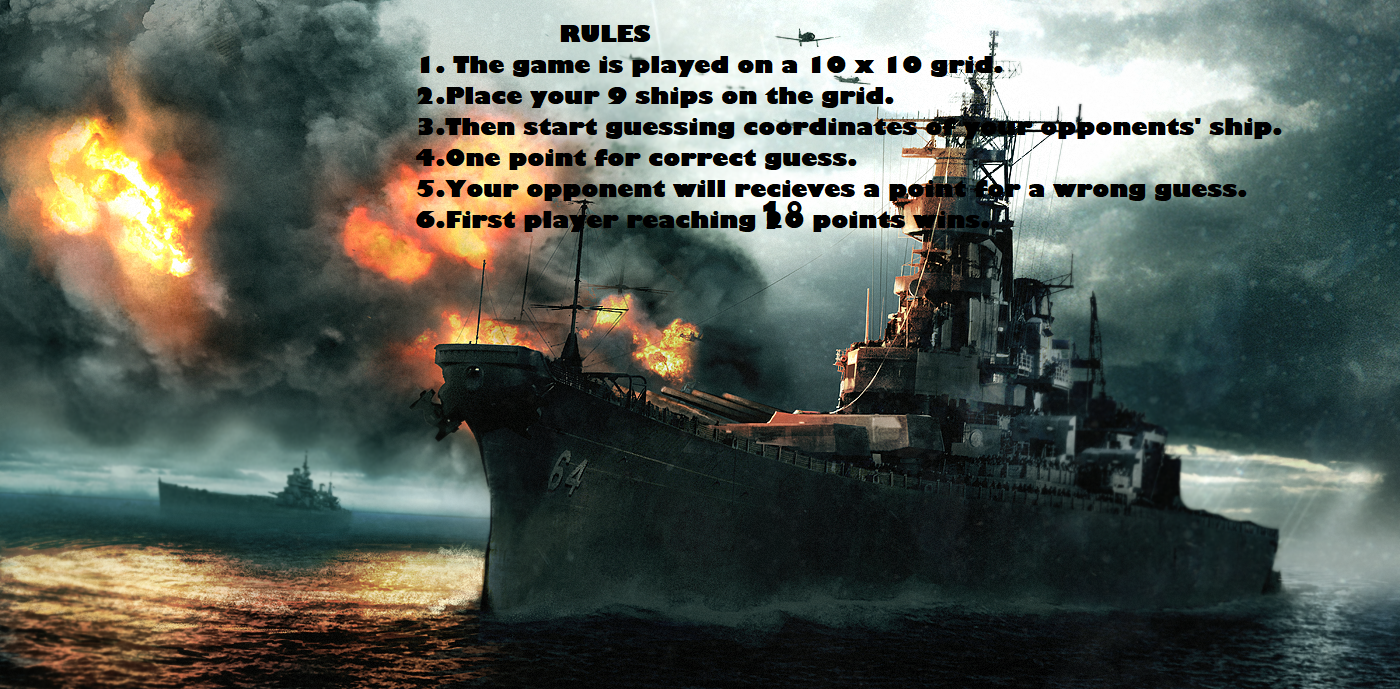 RULES
1. The game is played on a 10 x 10 grid.
2.Place your 9 ships on the grid.
3.Then start guessing coordinates of your opponents' ship.
4.One point for correct guess.
5.Your opponent will recieves a point for a wrong guess.
6.First player reaching 18 points wins...
64